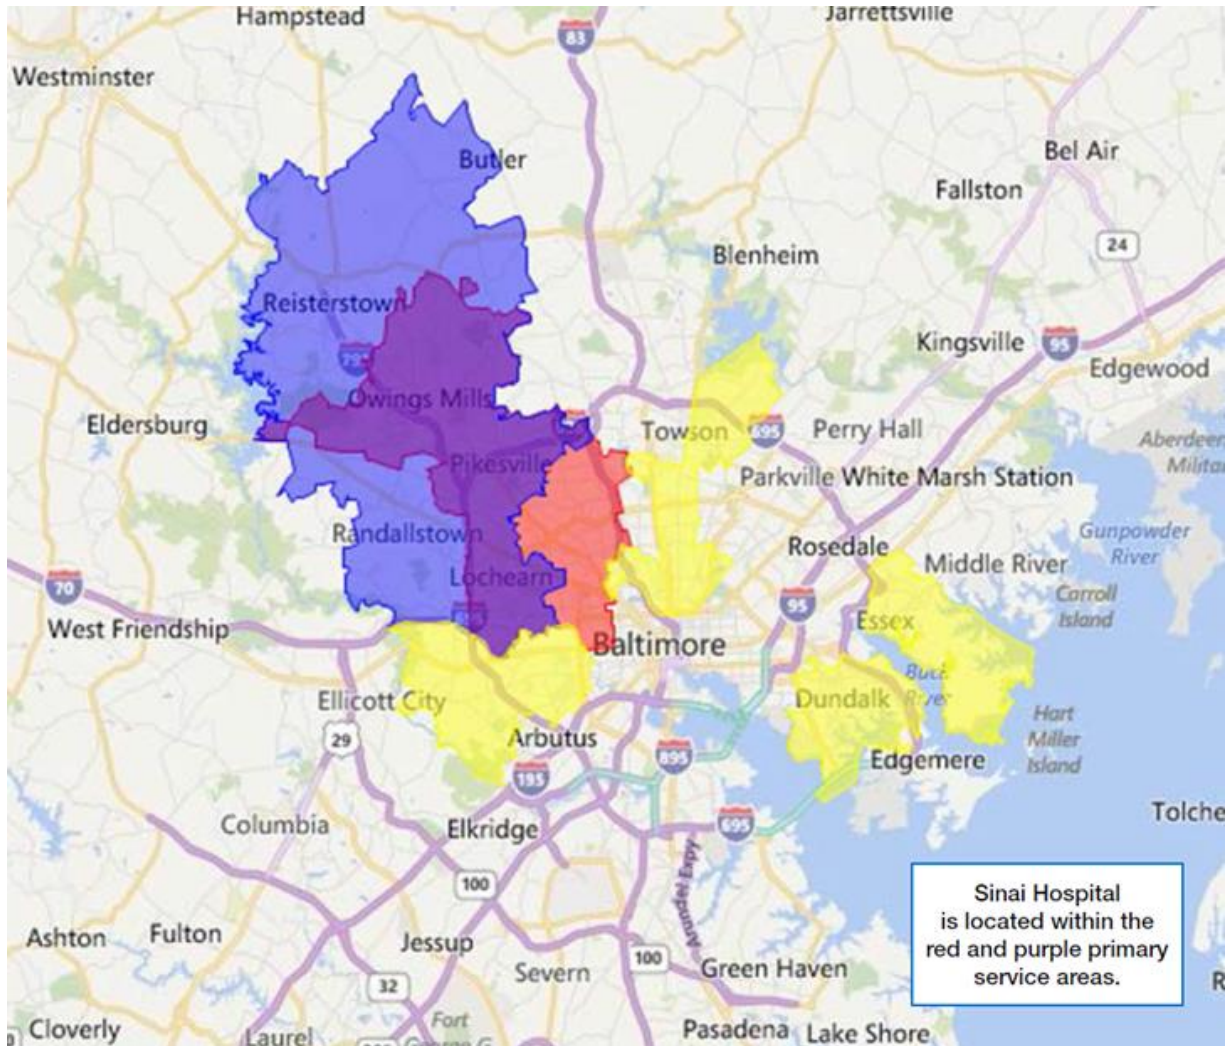 Hampstead
Jarrettsville
83
Westminster
Butler
Bel Air
Fallston
24
Blenheim
Reisterstown
Kingsville
95
Edgewood
Owings Mills
Eldersburg
Towson
695
Perry Hall
Pikesville
Parkville White Marsh Station
Randallstown
Gunpowder
River
Rosedale
Middle River
Lochearn
70
95
Carroll
Island
West Friendship
Essex
Baltimore
Ellicott City
Dundalk
River
Hart
Miller
Island
29
Arbutus
Edgemere
895
195
Columbia
Elkridge
695
Tolche
Arundel Expy
100
Sinai Hospital
is located within the
red and purple primary
service areas.
Ashton
Fulton
Jessup
100
Severn
Green Haven
32
Fort
Cloverly
Laurel
Pasadena
Lake Shore